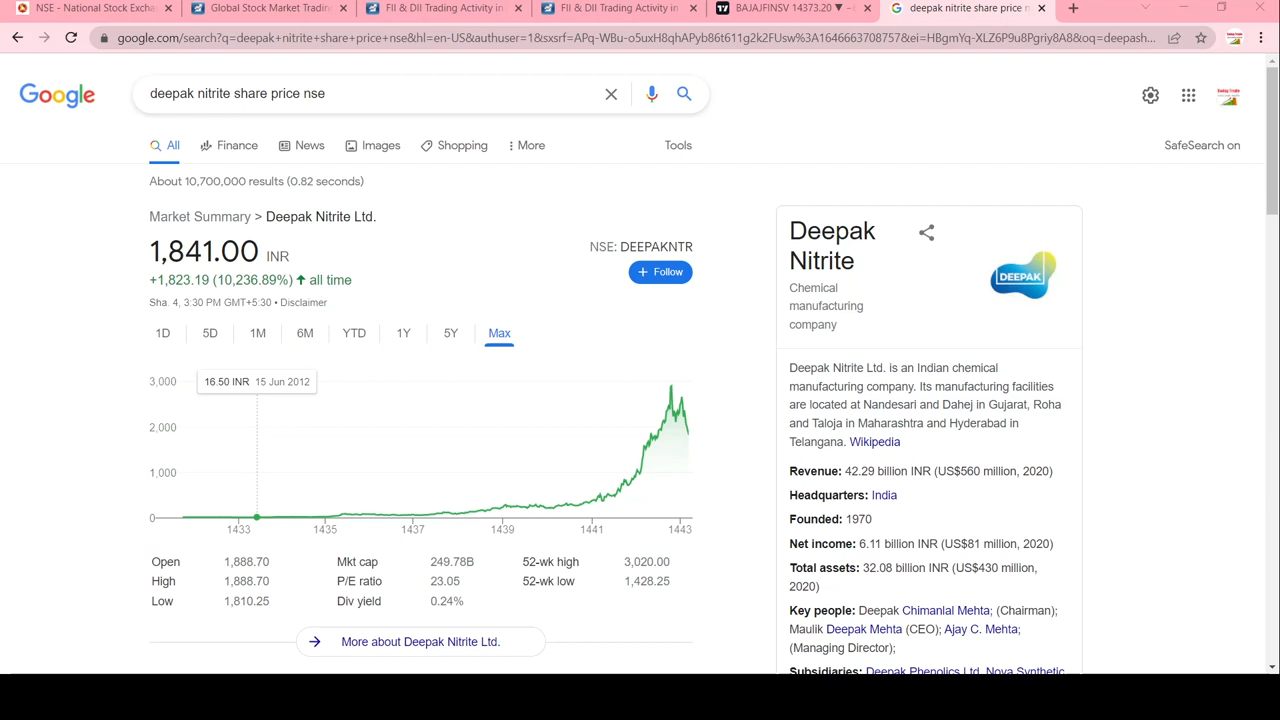 NSE - National Stock Excha
Global Stock Market Tradin
FII & DII Trading Activity in
FII & DII Trading Activity in
BAJAJFINSV 14373.20 ▼ −
deepak nitrite share price n
google.com/search?q=deepak+nitrite+share+price+nse&hl=en-US&authuser=1&sxsrf=APq-WBu-o5uxH8qhAPyb86t611g2k2FUsw%3A1646663708757&ei=HBgmYq-XLZ6P9u8Pgriy8A8&oq=deepash...
Google
deepak nitrite share price nse
All
Finance
News
Images
Shopping
More
Tools
SafeSearch on
About 10,700,000 results (0.82 seconds)
Market Summary > Deepak Nitrite Ltd.
1,841.00 INR
NSE: DEEPAKNTR
+1,823.19 (10,236.89%) ↑ all time
+ Follow
Sha. 4, 3:30 PM GMT+5:30 • Disclaimer
1D 5D 1M 6M YTD 1Y 5Y Max
16.50 INR 15 Jun 2012
3,000
2,000
1,000
0
1433 1435 1437 1439 1441 1443
Open 1,888.70 Mkt cap 249.78B 52-wk high 3,020.00
High 1,888.70 P/E ratio 23.05 52-wk low 1,428.25
Low 1,810.25 Div yield 0.24%
More about Deepak Nitrite Ltd.
Deepak
Nitrite
Chemical
manufacturing
company
DEEPAK
Deepak Nitrite Ltd. is an Indian chemical
manufacturing company. Its manufacturing facilities
are located at Nandesari and Dahej in Gujarat, Roha
and Taloja in Maharashtra and Hyderabad in
Telangana. Wikipedia
Revenue: 42.29 billion INR (US$560 million, 2020)
Headquarters: India
Founded: 1970
Net income: 6.11 billion INR (US$81 million, 2020)
Total assets: 32.08 billion INR (US$430 million,
2020)
Key people: Deepak Chimanlal Mehta; (Chairman);
Maulik Deepak Mehta (CEO); Ajay C. Mehta;
(Managing Director);
Subsidiaries: Deepak Phenolics Ltd, Nova Synthetic